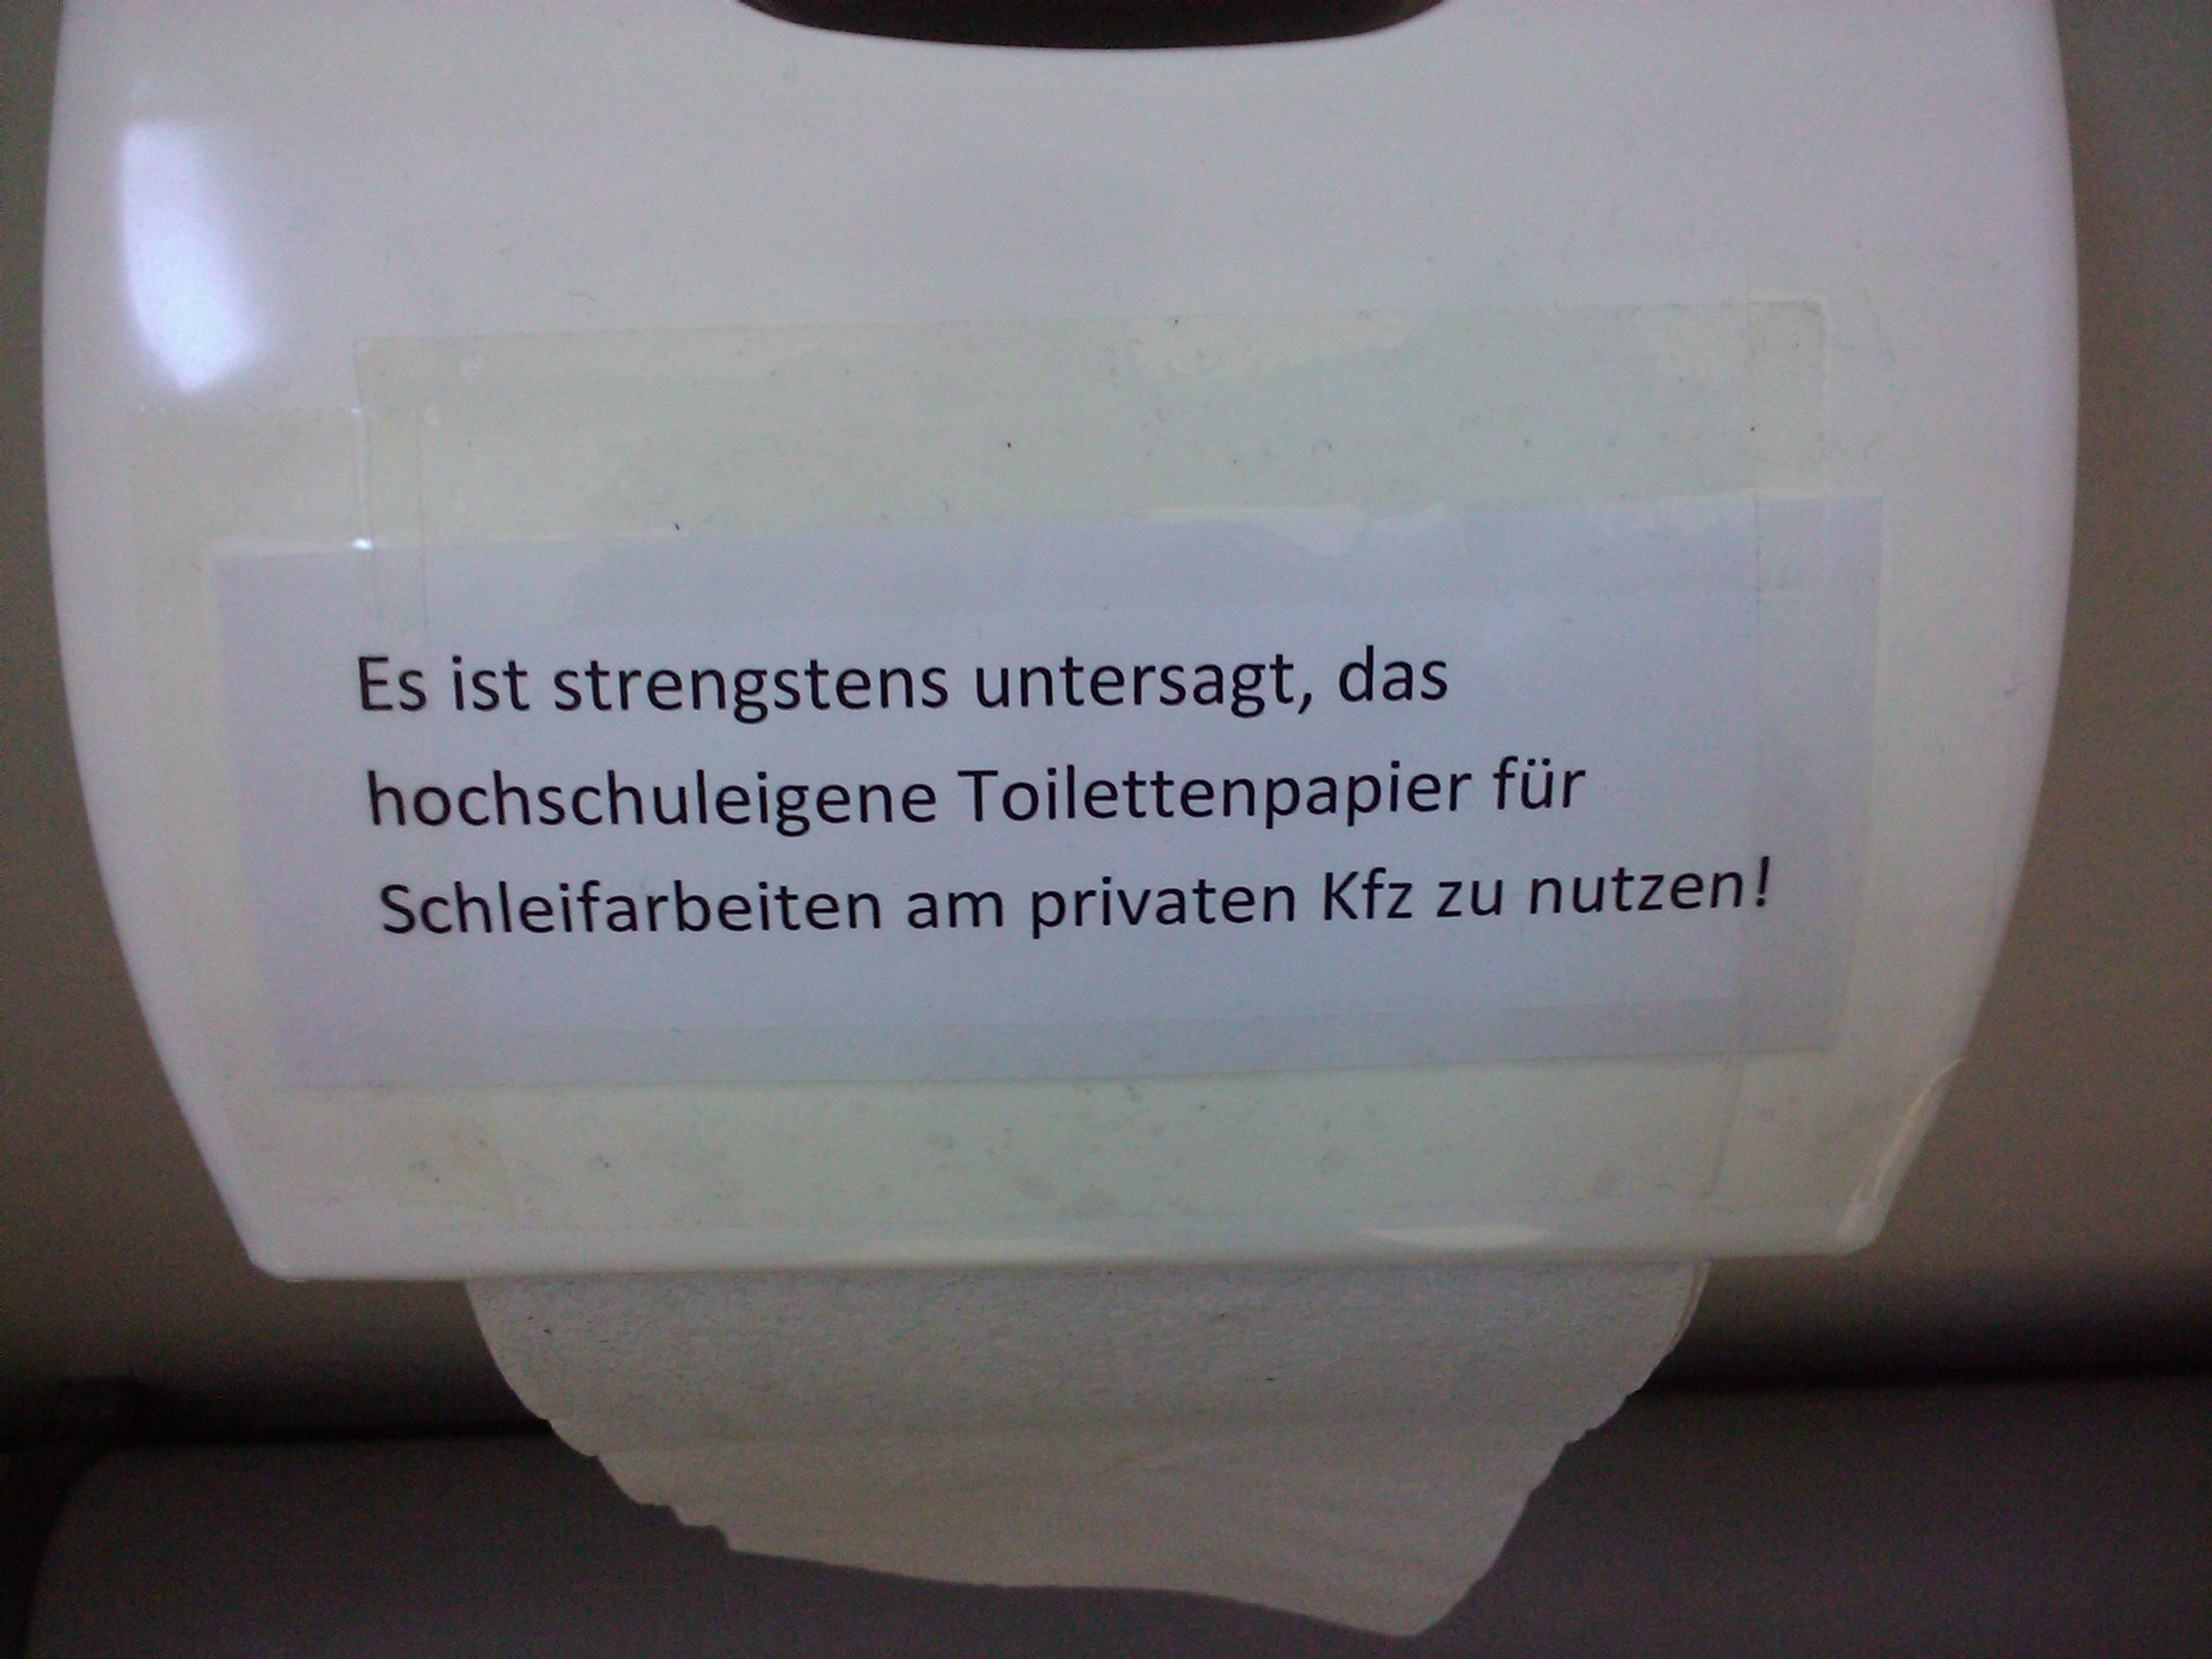 Es ist strengstens untersagt, das
hochschuleigene Toilettenpapier für
Schleifarbeiten am privaten Kfz zu nutzen!